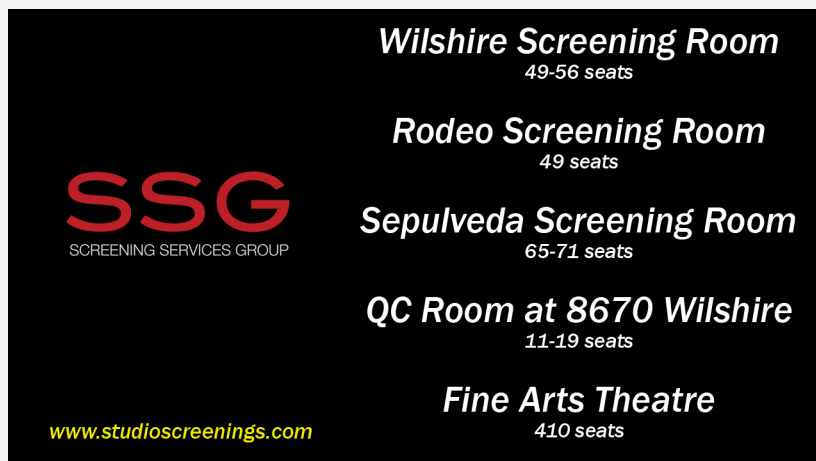 SSG
SCREENING SERVICES GROUP
www.studioscreenings.com
Wilshire Screening Room
49-56 seats
Rodeo Screening Room
49 seats
Sepulveda Screening Room
65-71 seats
QC Room at 8670 Wilshire
11-19 seats
Fine Arts Theatre
410 seats